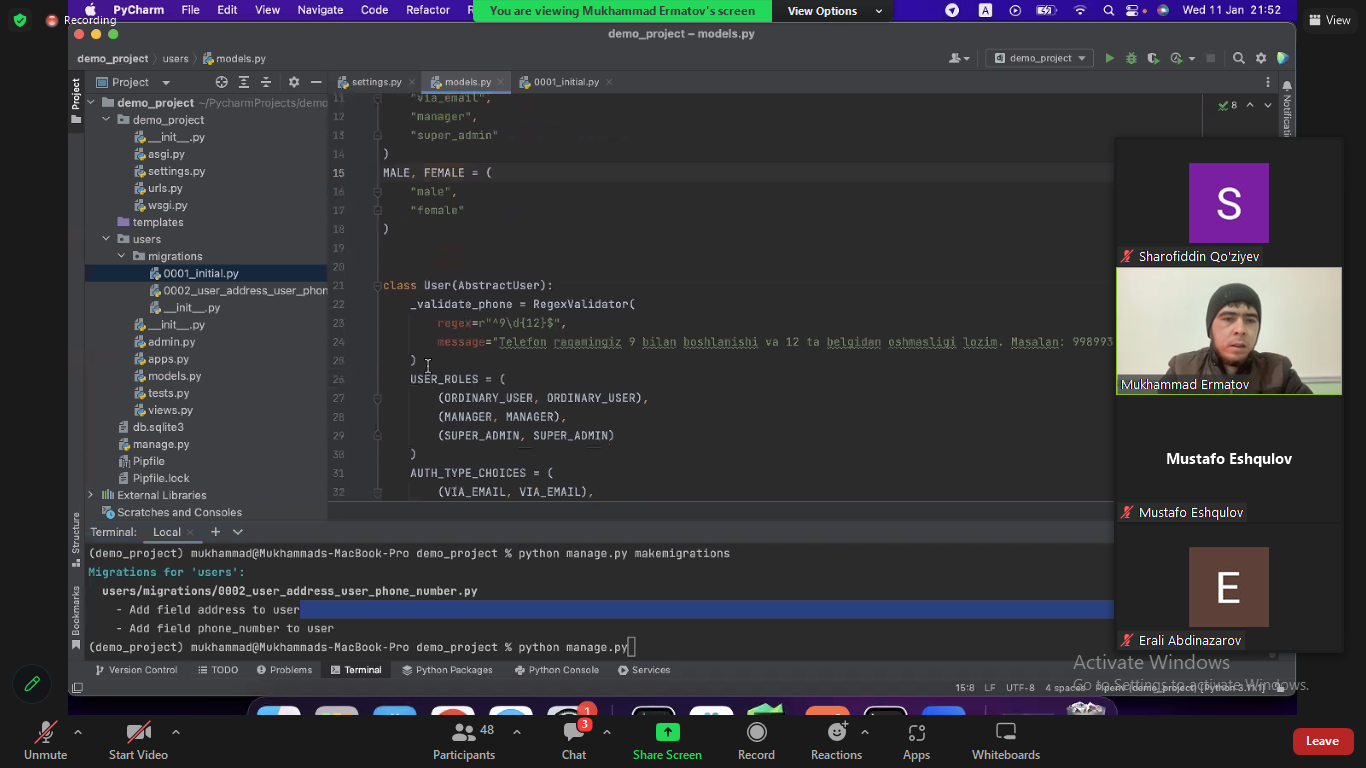 Recording
PyCharm File Edit View Navigate Code Refactor
You are viewing Mukhammad Ermatov's screen
View Options
A
Wed 11 Jan 21:52
View
demo_project – models.py
demo_project users models.py
demo_project
Project
settings.py models.py 0001_initial.py
Project
Structure
Bookmarks
demo_project ~/PycharmProjects/demo
demo_project
__init__.py
asgi.py
settings.py
urls.py
wsgi.py
templates
users
migrations
0001_initial.py
0002_user_address_user_phon
__init__.py
__init__.py
admin.py
apps.py
models.py
tests.py
views.py
db.sqlite3
manage.py
Pipfile
Pipfile.lock
External Libraries
Scratches and Consoles
8
11 "via_email",
12 "manager",
13 "super_admin"
14 )
15 MALE, FEMALE = (
16 "male",
17 "female"
18 )
19
20
21 class User(AbstractUser):
22 _validate_phone = RegexValidator(
23 regex=r"^9\d{12}$",
24 message="Telefon raqamingiz 9 bilan boshlanishi va 12 ta belgidan oshmasligi lozim. Masalan: 998993
25 )
26 USER_ROLES = (
27 (ORDINARY_USER, ORDINARY_USER),
28 (MANAGER, MANAGER),
29 (SUPER_ADMIN, SUPER_ADMIN)
30 )
31 AUTH_TYPE_CHOICES = (
32 (VIA_EMAIL, VIA_EMAIL),
S
Sharofiddin Qo'ziyev
Mukhammad Ermatov
Mustafo Eshqulov
Mustafo Eshqulov
E
Erali Abdinazarov
Terminal: Local
(demo_project) mukhammad@Mukhammads-MacBook-Pro demo_project % python manage.py makemigrations
Migrations for 'users':
users/migrations/0002_user_address_user_phone_number.py
- Add field address to user
- Add field phone_number to user
(demo_project) mukhammad@Mukhammads-MacBook-Pro demo_project % python manage.py
Version Control TODO Problems Terminal Python Packages Python Console Services
15:8 LF UTF-8 4 spaces
Activate Windows
Go to Settings to activate Windows.
1
Unmute
Start Video
Participants
48
Chat
3
Share Screen
Record
Reactions
Apps
Whiteboards
Leave